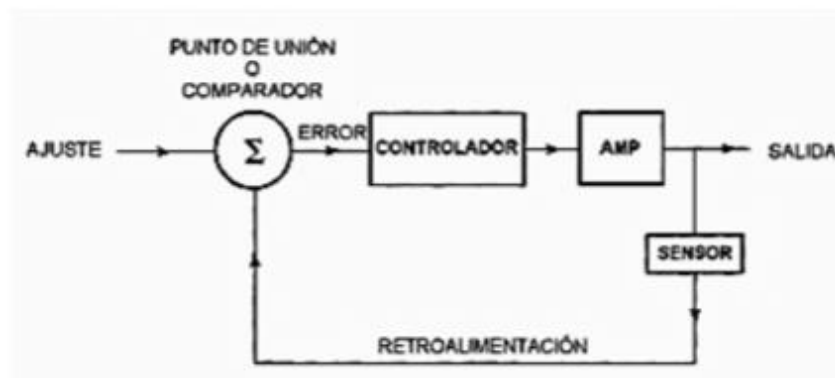 PUNTO DE UNIÓN
O
COMPARADOR
AJUSTE
Σ
ERROR
CONTROLADOR
AMP
SALIDA
SENSOR
RETROALIMENTACIÓN